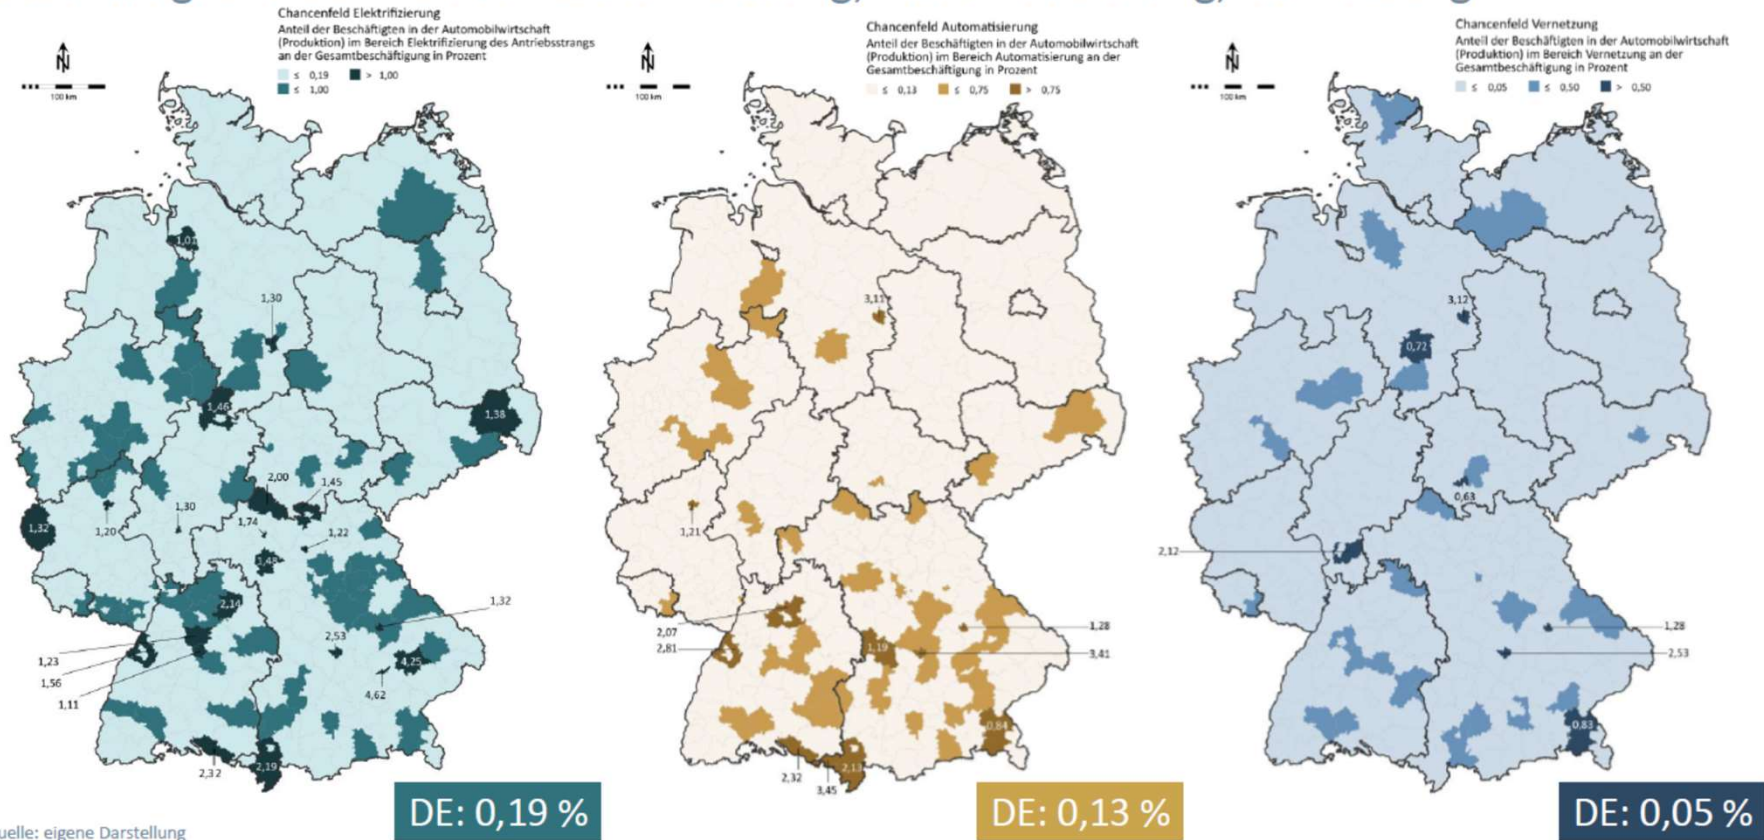 Chancenfeld Elektrifizierung
Anteil der Beschäftigten in der Automobilwirtschaft
(Produktion) im Bereich Elektrifizierung des Antriebsstrangs
an der Gesamtbeschäftigung in Prozent
≤ 0,19 > 1,00
≤ 1,00
N
100 km
1,01
1,30
1,46
1,38
2,00
1,45
1,30
1,74
1,32
1,20
1,22
1,48
2,14
1,32
2,53
1,23
4,25
1,56
4,62
1,11
2,32
2,19
DE: 0,19 %
Chancenfeld Automatisierung
Anteil der Beschäftigten in der Automobilwirtschaft
(Produktion) im Bereich Automatisierung an der
Gesamtbeschäftigung in Prozent
≤ 0,13 ≤ 0,75 > 0,75
N
100 km
3,11
1,21
2,07
1,28
2,81
1,19
3,41
0,84
2,32
2,13
3,45
DE: 0,13 %
Chancenfeld Vernetzung
Anteil der Beschäftigten in der Automobilwirtschaft
(Produktion) im Bereich Vernetzung an der
Gesamtbeschäftigung in Prozent
≤ 0,05 ≤ 0,50 > 0,50
N
100 km
3,12
0,72
0,63
2,12
1,28
2,53
0,83
DE: 0,05 %
uelle: eigene Darstellung